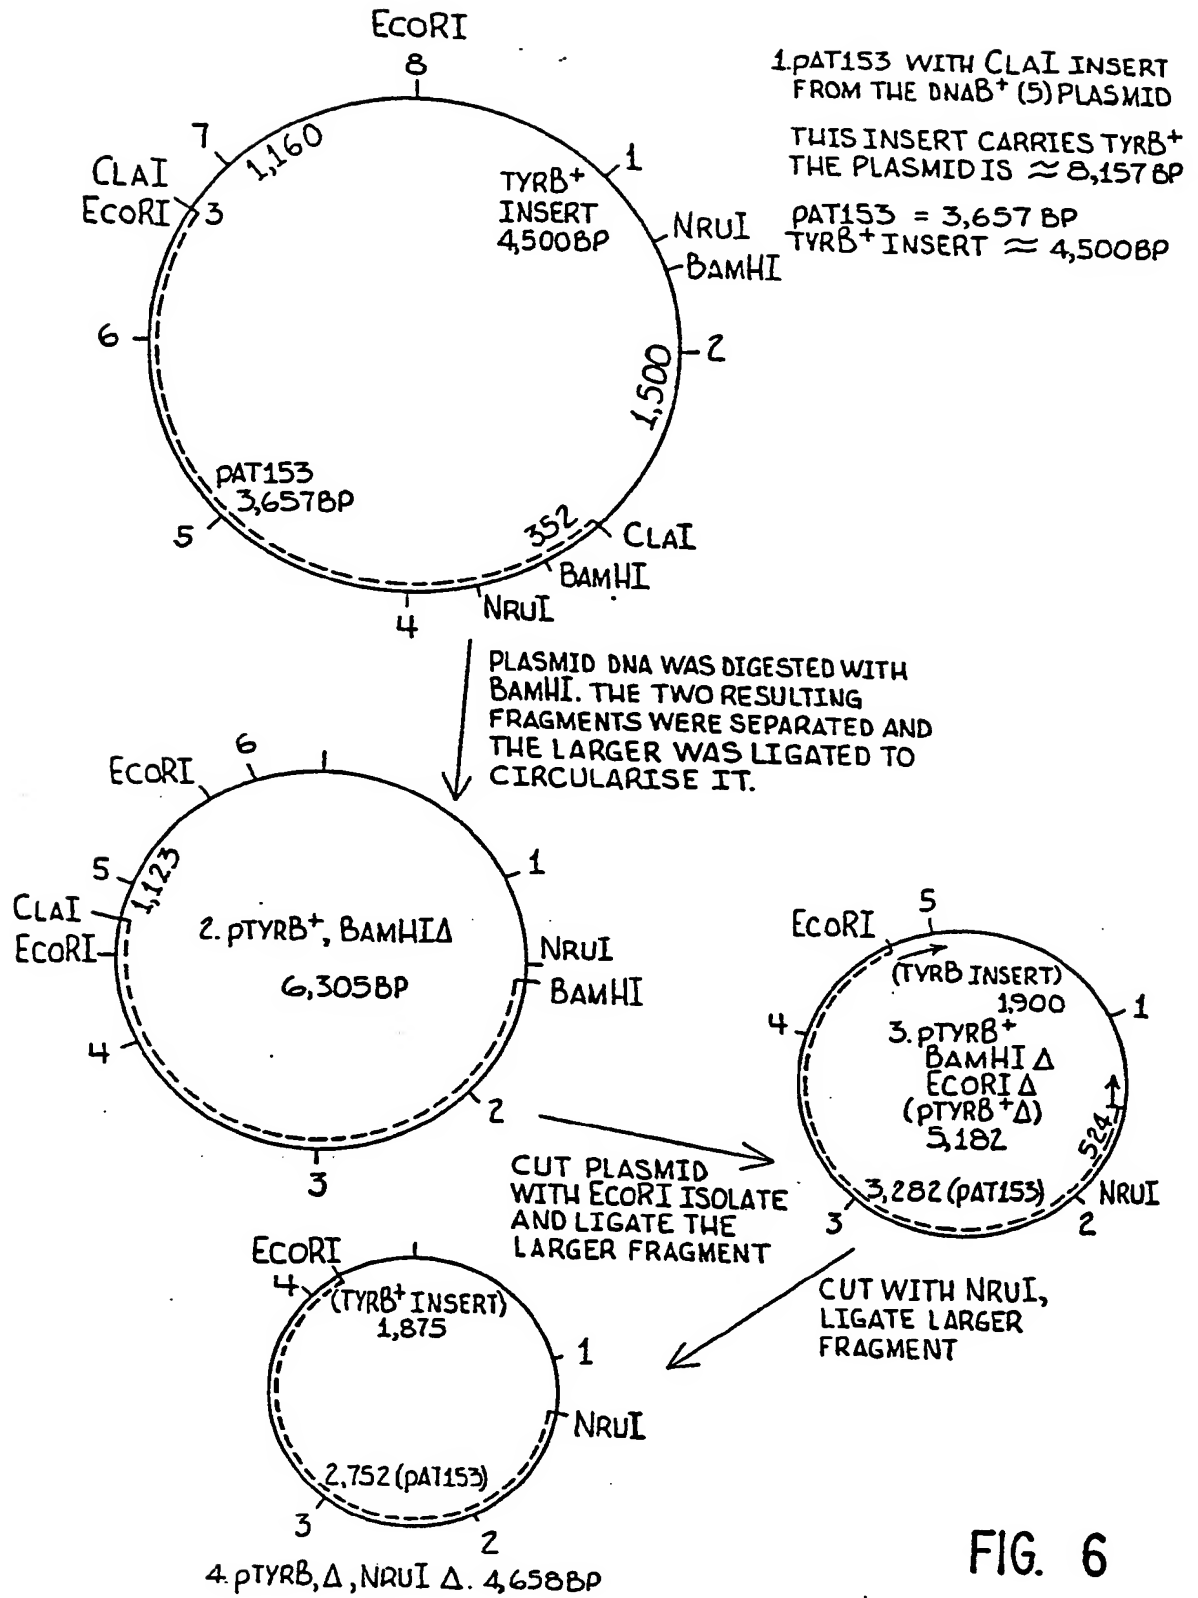 EcoRI
8
1. pAT153 WITH ClaI INSERT
FROM THE DNAB+ (5) PLASMID
THIS INSERT CARRIES TYRB+
THE PLASMID IS ≈ 8,157 BP
pAT153 = 3,657 BP
TYRB+ INSERT ≈ 4,500BP
7
1,160
ClaI
EcoRI
3
TYRB+
INSERT
4,500BP
1
NruI
BamHI
6
2
1,500
pAT153
3,657BP
5
352
ClaI
BamHI
NruI
4
PLASMID DNA WAS DIGESTED WITH
BamHI. THE TWO RESULTING
FRAGMENTS WERE SEPARATED AND
THE LARGER WAS LIGATED TO
CIRCULARISE IT.
EcoRI
6
5
1,123
ClaI
EcoRI
1
2. pTYRB+, BamHIΔ
6,305BP
NruI
BamHI
4
2
3
CUT PLASMID
WITH EcoRI ISOLATE
AND LIGATE THE
LARGER FRAGMENT
EcoRI
5
(TYRB INSERT)
1,900
1
4
3. pTYRB+
BamHI Δ
EcoRI Δ
(pTYRB+Δ)
5,182
524
3,282 (pAT153)
NruI
3
2
CUT WITH NruI,
LIGATE LARGER
FRAGMENT
EcoRI
4
(TYRB+ INSERT)
1,875
1
NruI
2,752 (pAT153)
3
2
4. pTYRB, Δ, NruI Δ. 4,658BP
FIG. 6